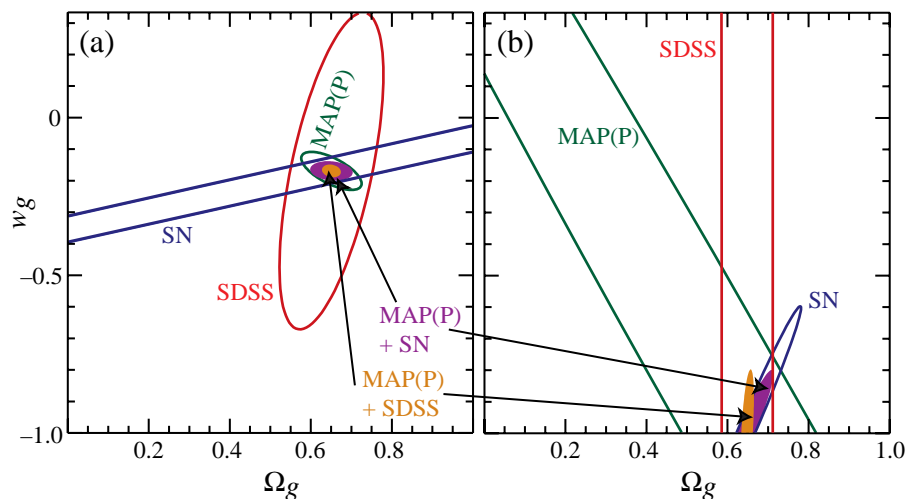 (a)
(b)
SDSS
MAP(P)
MAP(P)
0
wg
SN
–0.5
SDSS
SN
MAP(P)
+ SN
MAP(P)
+ SDSS
–1.0
0.2 0.4 0.6 0.8 0.2 0.4 0.6 0.8 1.0
Ωg Ωg